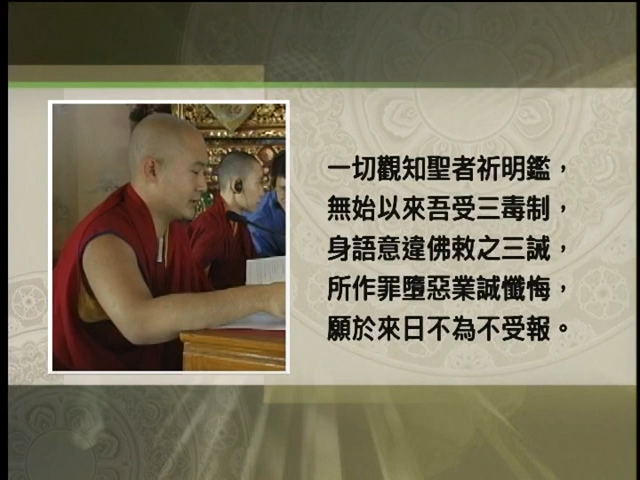 一切觀知聖者祈明鑑，
無始以來吾受三毒制，
身語意違佛敕之三誡，
所作罪墮惡業誠懺悔，
願於來日不為不受報。